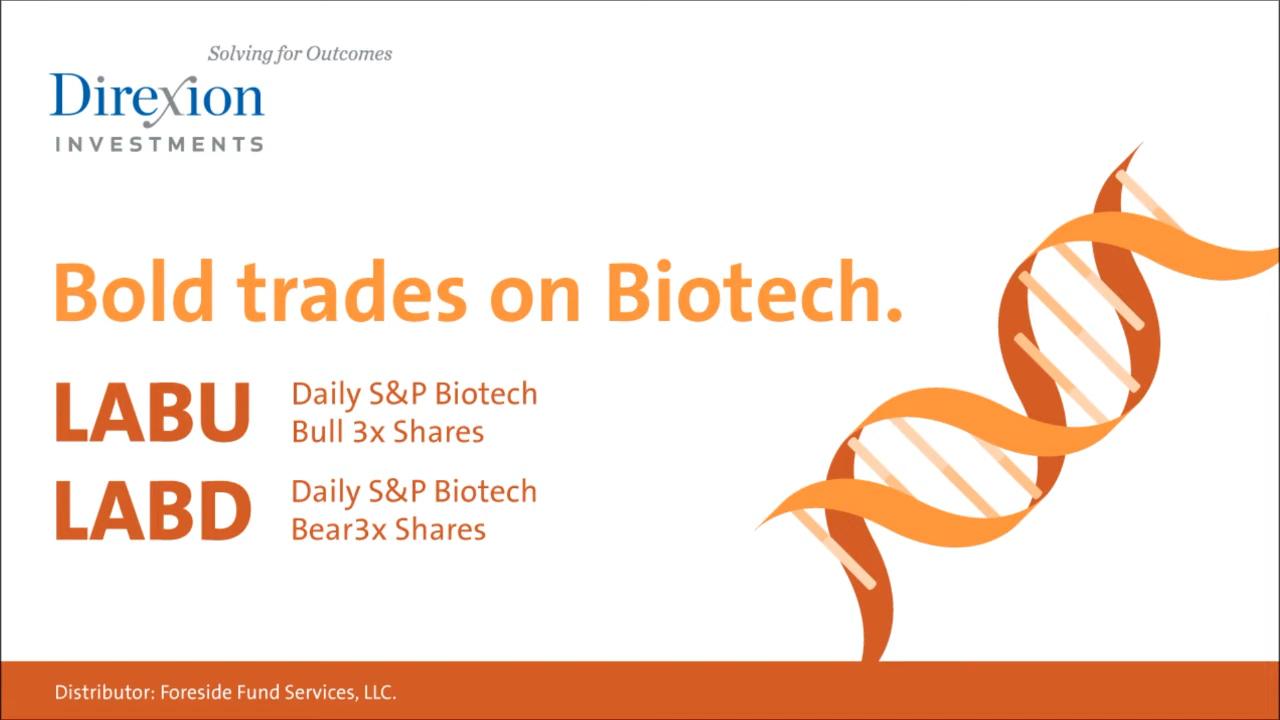 Solving for Outcomes
Direxion
INVESTMENTS
Bold trades on Biotech.
LABU
Daily S&P Biotech
Bull 3x Shares
LABD
Daily S&P Biotech
Bear3x Shares
Distributor: Foreside Fund Services, LLC.